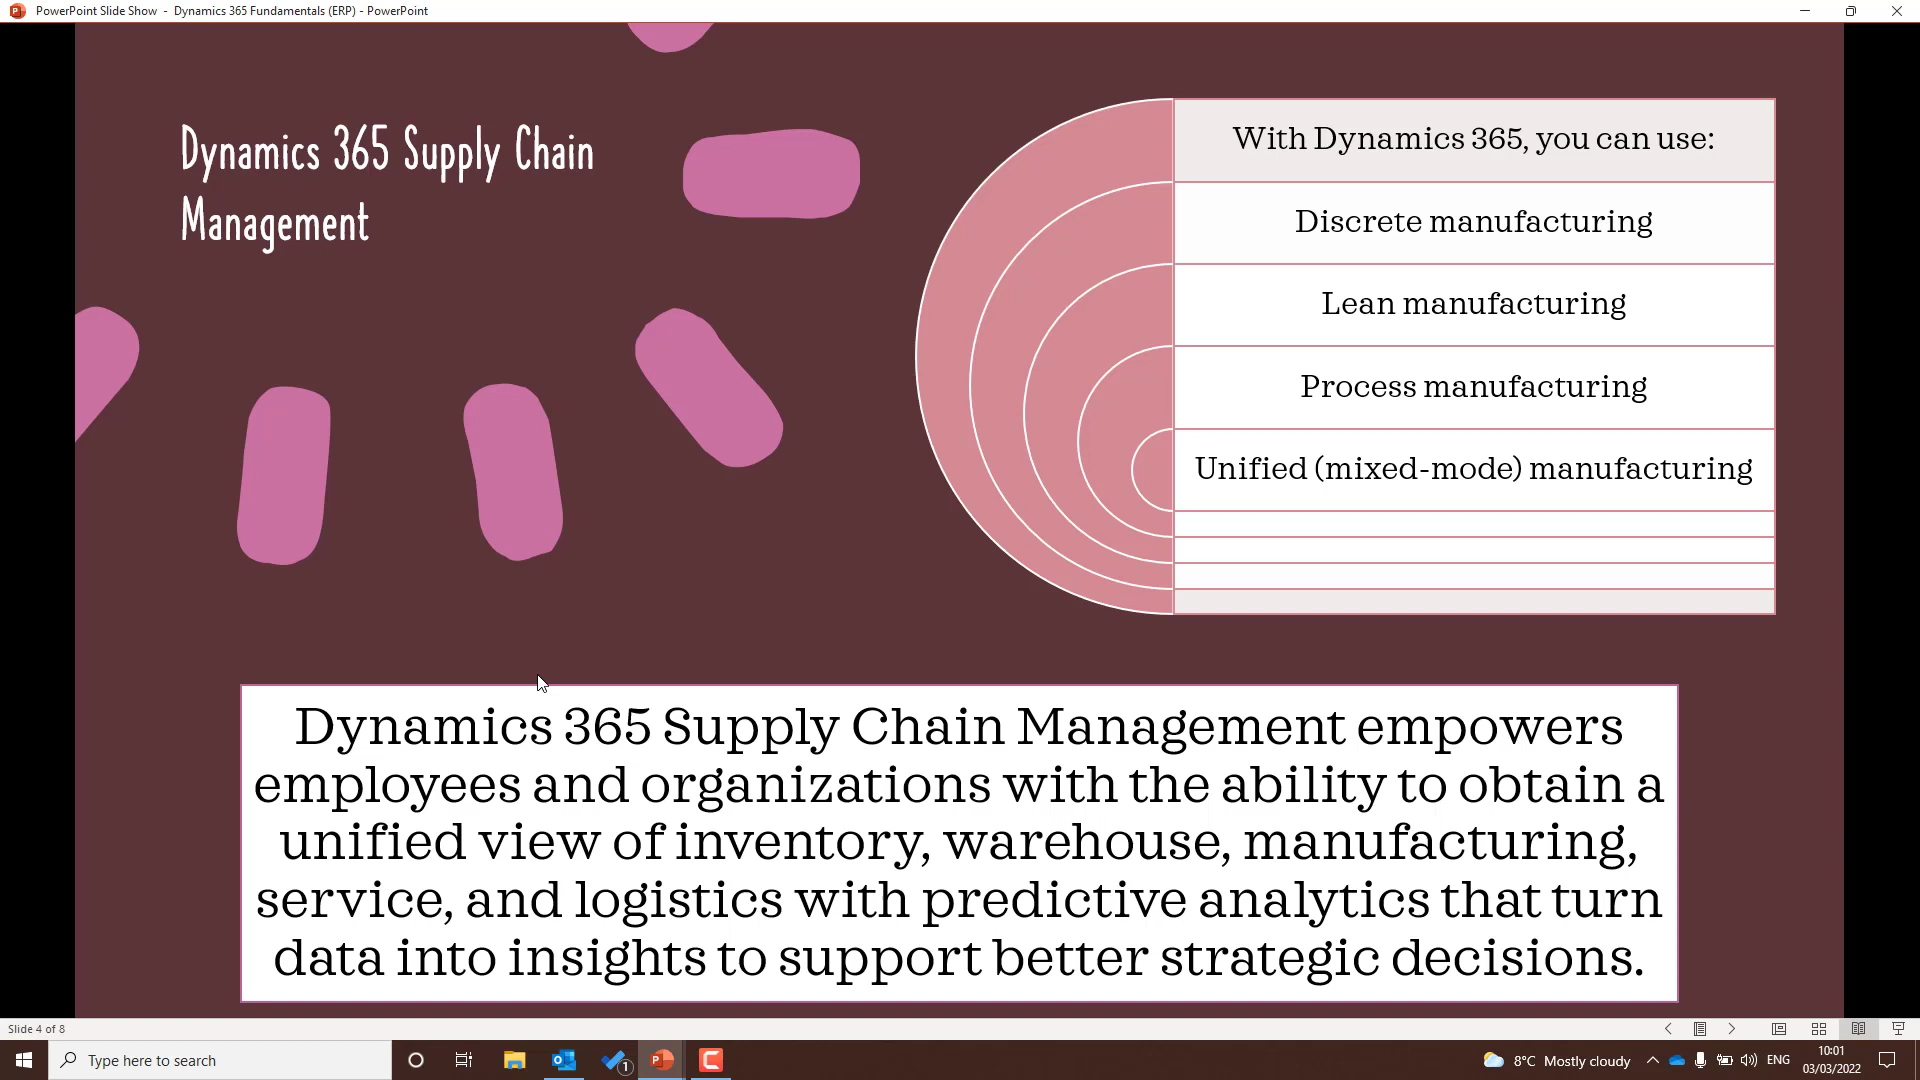 PowerPoint Slide Show - Dynamics 365 Fundamentals (ERP) - PowerPoint
Dynamics 365 Supply Chain
Management
With Dynamics 365, you can use:
Discrete manufacturing
Lean manufacturing
Process manufacturing
Unified (mixed-mode) manufacturing
Dynamics 365 Supply Chain Management empowers
employees and organizations with the ability to obtain a
unified view of inventory, warehouse, manufacturing,
service, and logistics with predictive analytics that turn
data into insights to support better strategic decisions.
Slide 4 of 8
Type here to search
1
8°C Mostly cloudy
ENG
10:01
03/03/2022